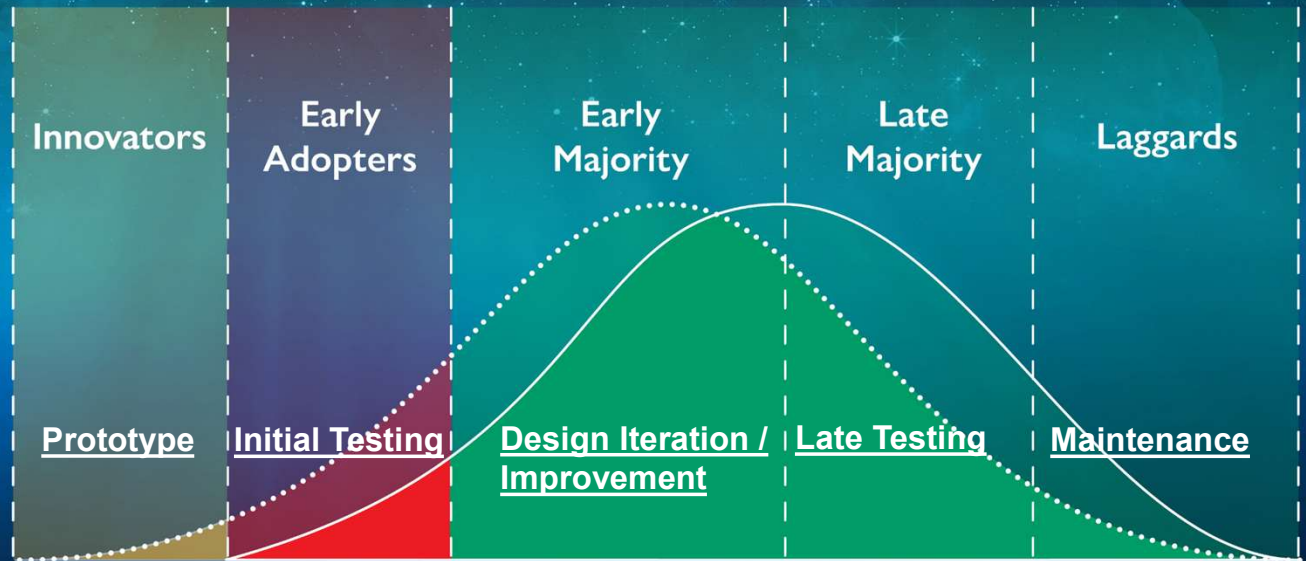 Innovators
Early
Adopters
Early
Majority
Late
Majority
Laggards
Prototype
Initial Testing
Design Iteration /
Improvement
Late Testing
Maintenance